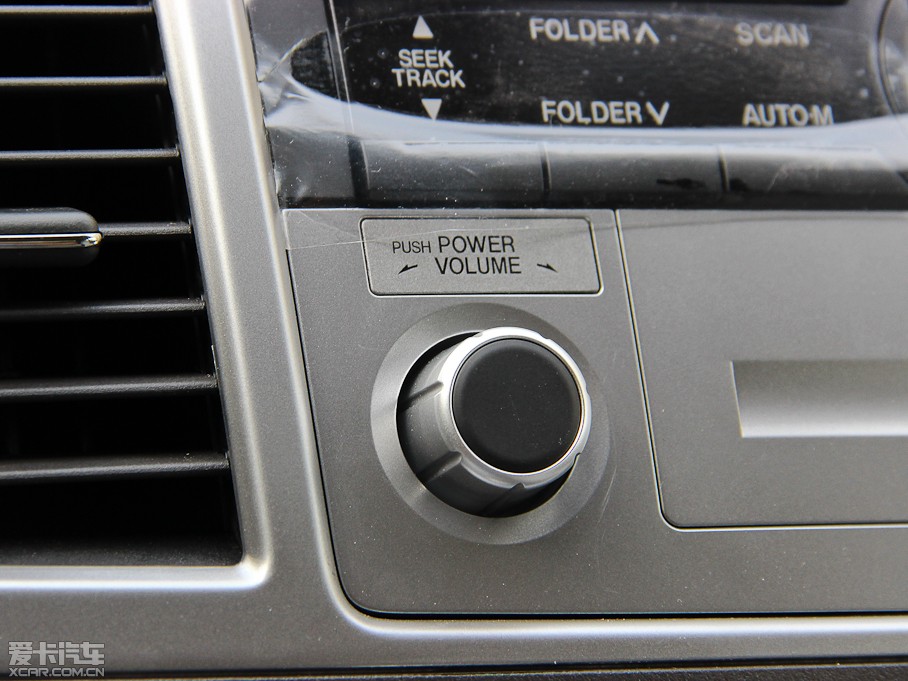 SEEK
TRACK
FOLDER ∧
SCAN
FOLDER ∨
AUTO-M
PUSH POWER
VOLUME
爱卡汽车
XCAR.COM.CN